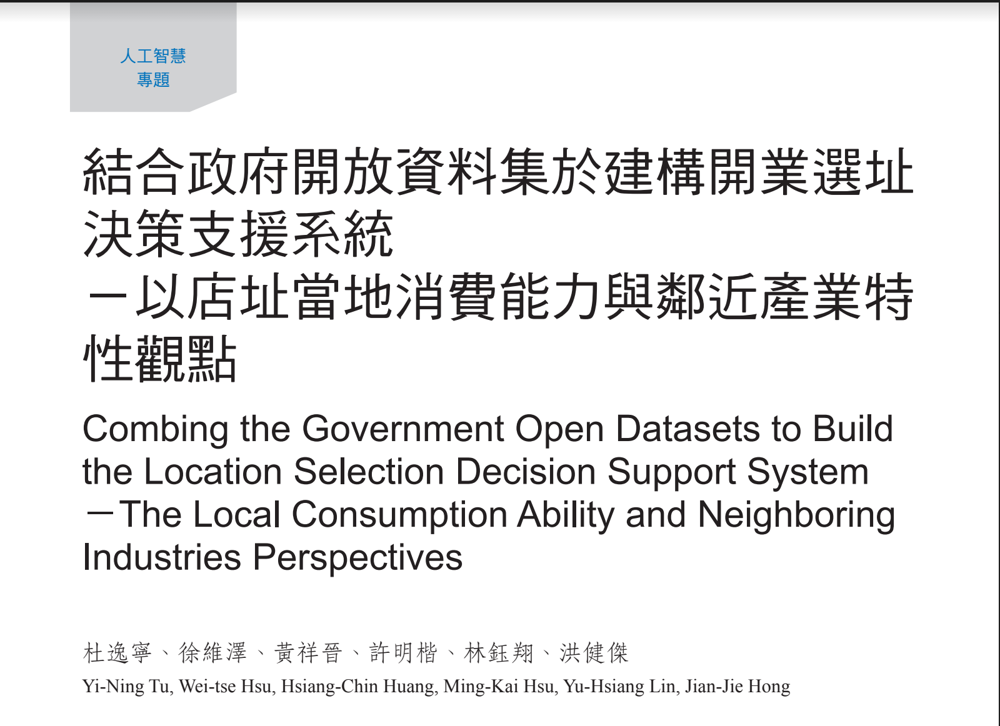 人工智慧
專題
結合政府開放資料集於建構開業選址
決策支援系統
－以店址當地消費能力與鄰近產業特
性觀點
Combing the Government Open Datasets to Build
the Location Selection Decision Support System
－The Local Consumption Ability and Neighboring
Industries Perspectives
杜逸寧、徐維澤、黃祥晉、許明楷、林鈺翔、洪健傑
Yi-Ning Tu, Wei-tse Hsu, Hsiang-Chin Huang, Ming-Kai Hsu, Yu-Hsiang Lin, Jian-Jie Hong